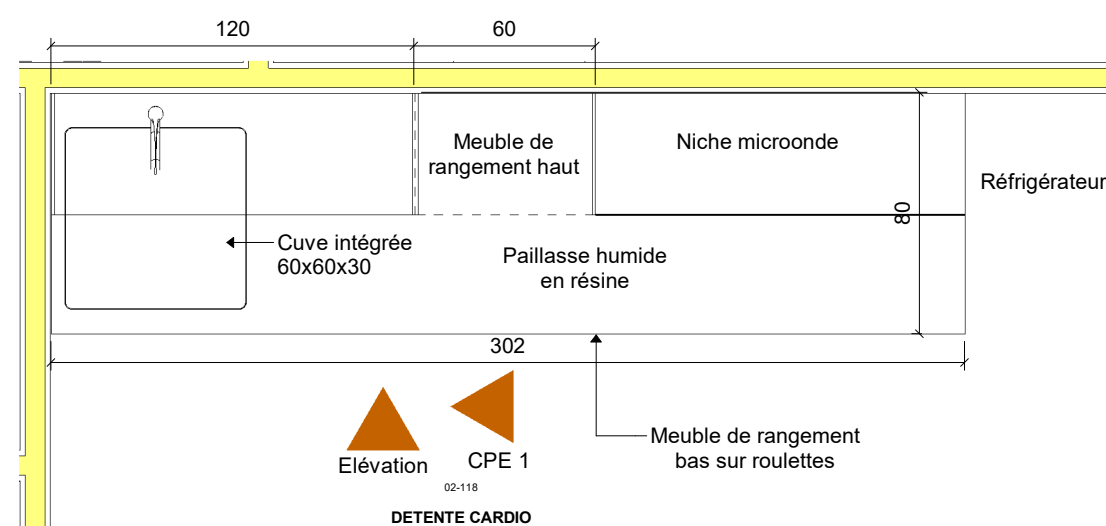 120
60
Meuble de
rangement haut
Niche microonde
Réfrigérateur
80
Cuve intégrée
60x60x30
Paillasse humide
en résine
302
Elévation
CPE 1
Meuble de rangement
bas sur roulettes
02-118
DETENTE CARDIO